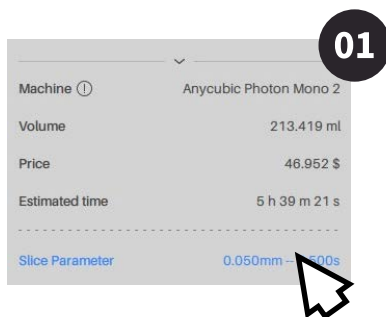 01
Machine ⓘ Anycubic Photon Mono 2
Volume 213.419 ml
Price 46.952 $
Estimated time 5 h 39 m 21 s
Slice Parameter 0.050mm --